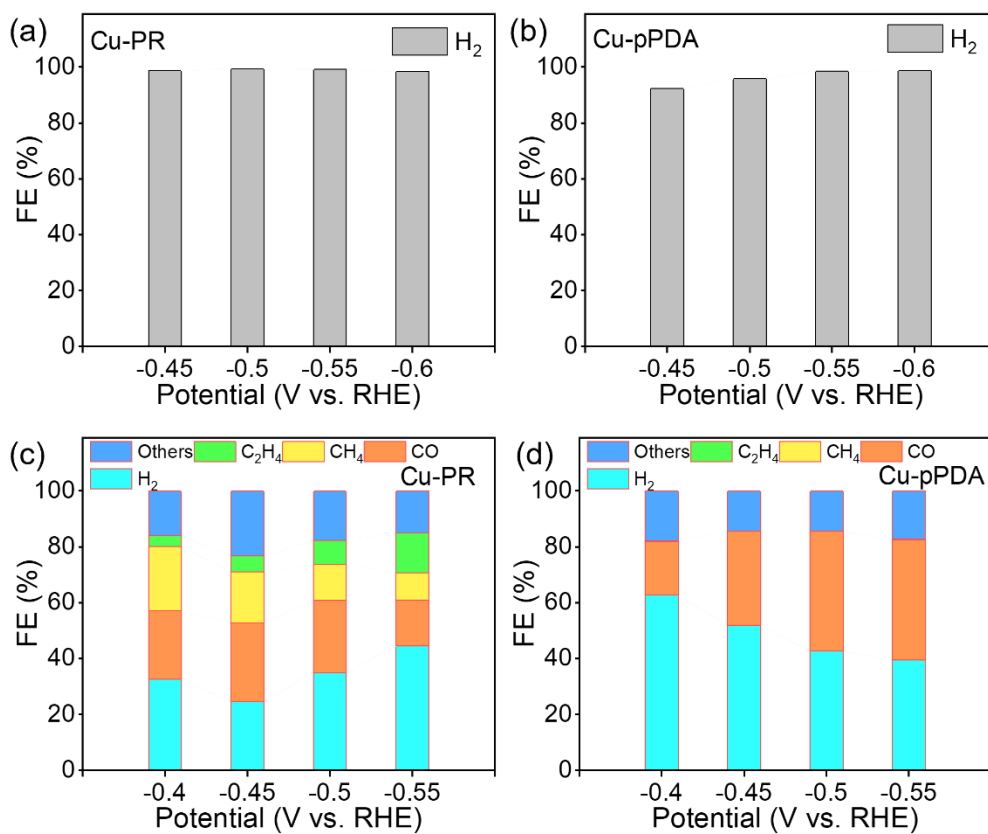 (a)
Cu-PR
H₂
FE (%)
100
80
60
40
20
0
-0.45 -0.5 -0.55 -0.6
Potential (V vs. RHE)
(b)
Cu-pPDA
H₂
FE (%)
100
80
60
40
20
0
-0.45 -0.5 -0.55 -0.6
Potential (V vs. RHE)
(c)
Others C₂H₄ CH₄ CO
H₂
Cu-PR
FE (%)
100
80
60
40
20
0
-0.4 -0.45 -0.5 -0.55
Potential (V vs. RHE)
(d)
Others C₂H₄ CH₄ CO
H₂
Cu-pPDA
FE (%)
100
80
60
40
20
0
-0.4 -0.45 -0.5 -0.55
Potential (V vs. RHE)